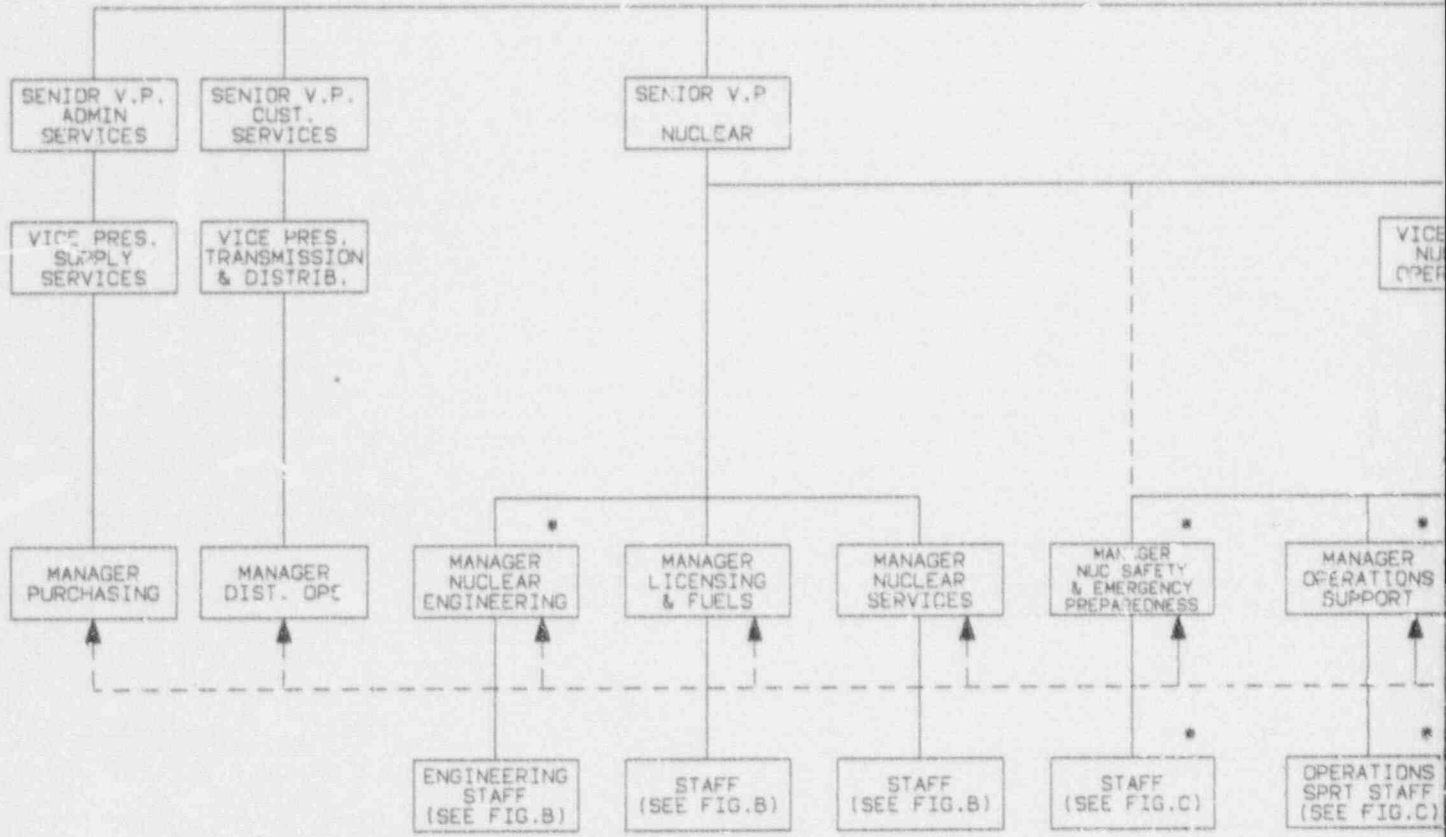 SENIOR V.P.
ADMIN
SERVICES
SENIOR V.P.
CUST.
SERVICES
SENIOR V.P.
NUCLEAR
VICE PRES.
SUPPLY
SERVICES
VICE PRES.
TRANSMISSION
& DISTRIB.
VICE
OPER
MANAGER
PURCHASING
MANAGER
DIST. OPS
*
MANAGER
NUCLEAR
ENGINEERING
MANAGER
LICENSING
& FUELS
MANAGER
NUCLEAR
SERVICES
*
MANAGER
NUC SAFETY
& EMERGENCY
PREPAREDNESS
*
MANAGER
OPERATIONS
SUPPORT
ENGINEERING
STAFF
(SEE FIG.B)
STAFF
(SEE FIG.B)
STAFF
(SEE FIG.B)
*
STAFF
(SEE FIG.C)
*
OPERATIONS
SPRT STAFF
(SEE FIG.C)